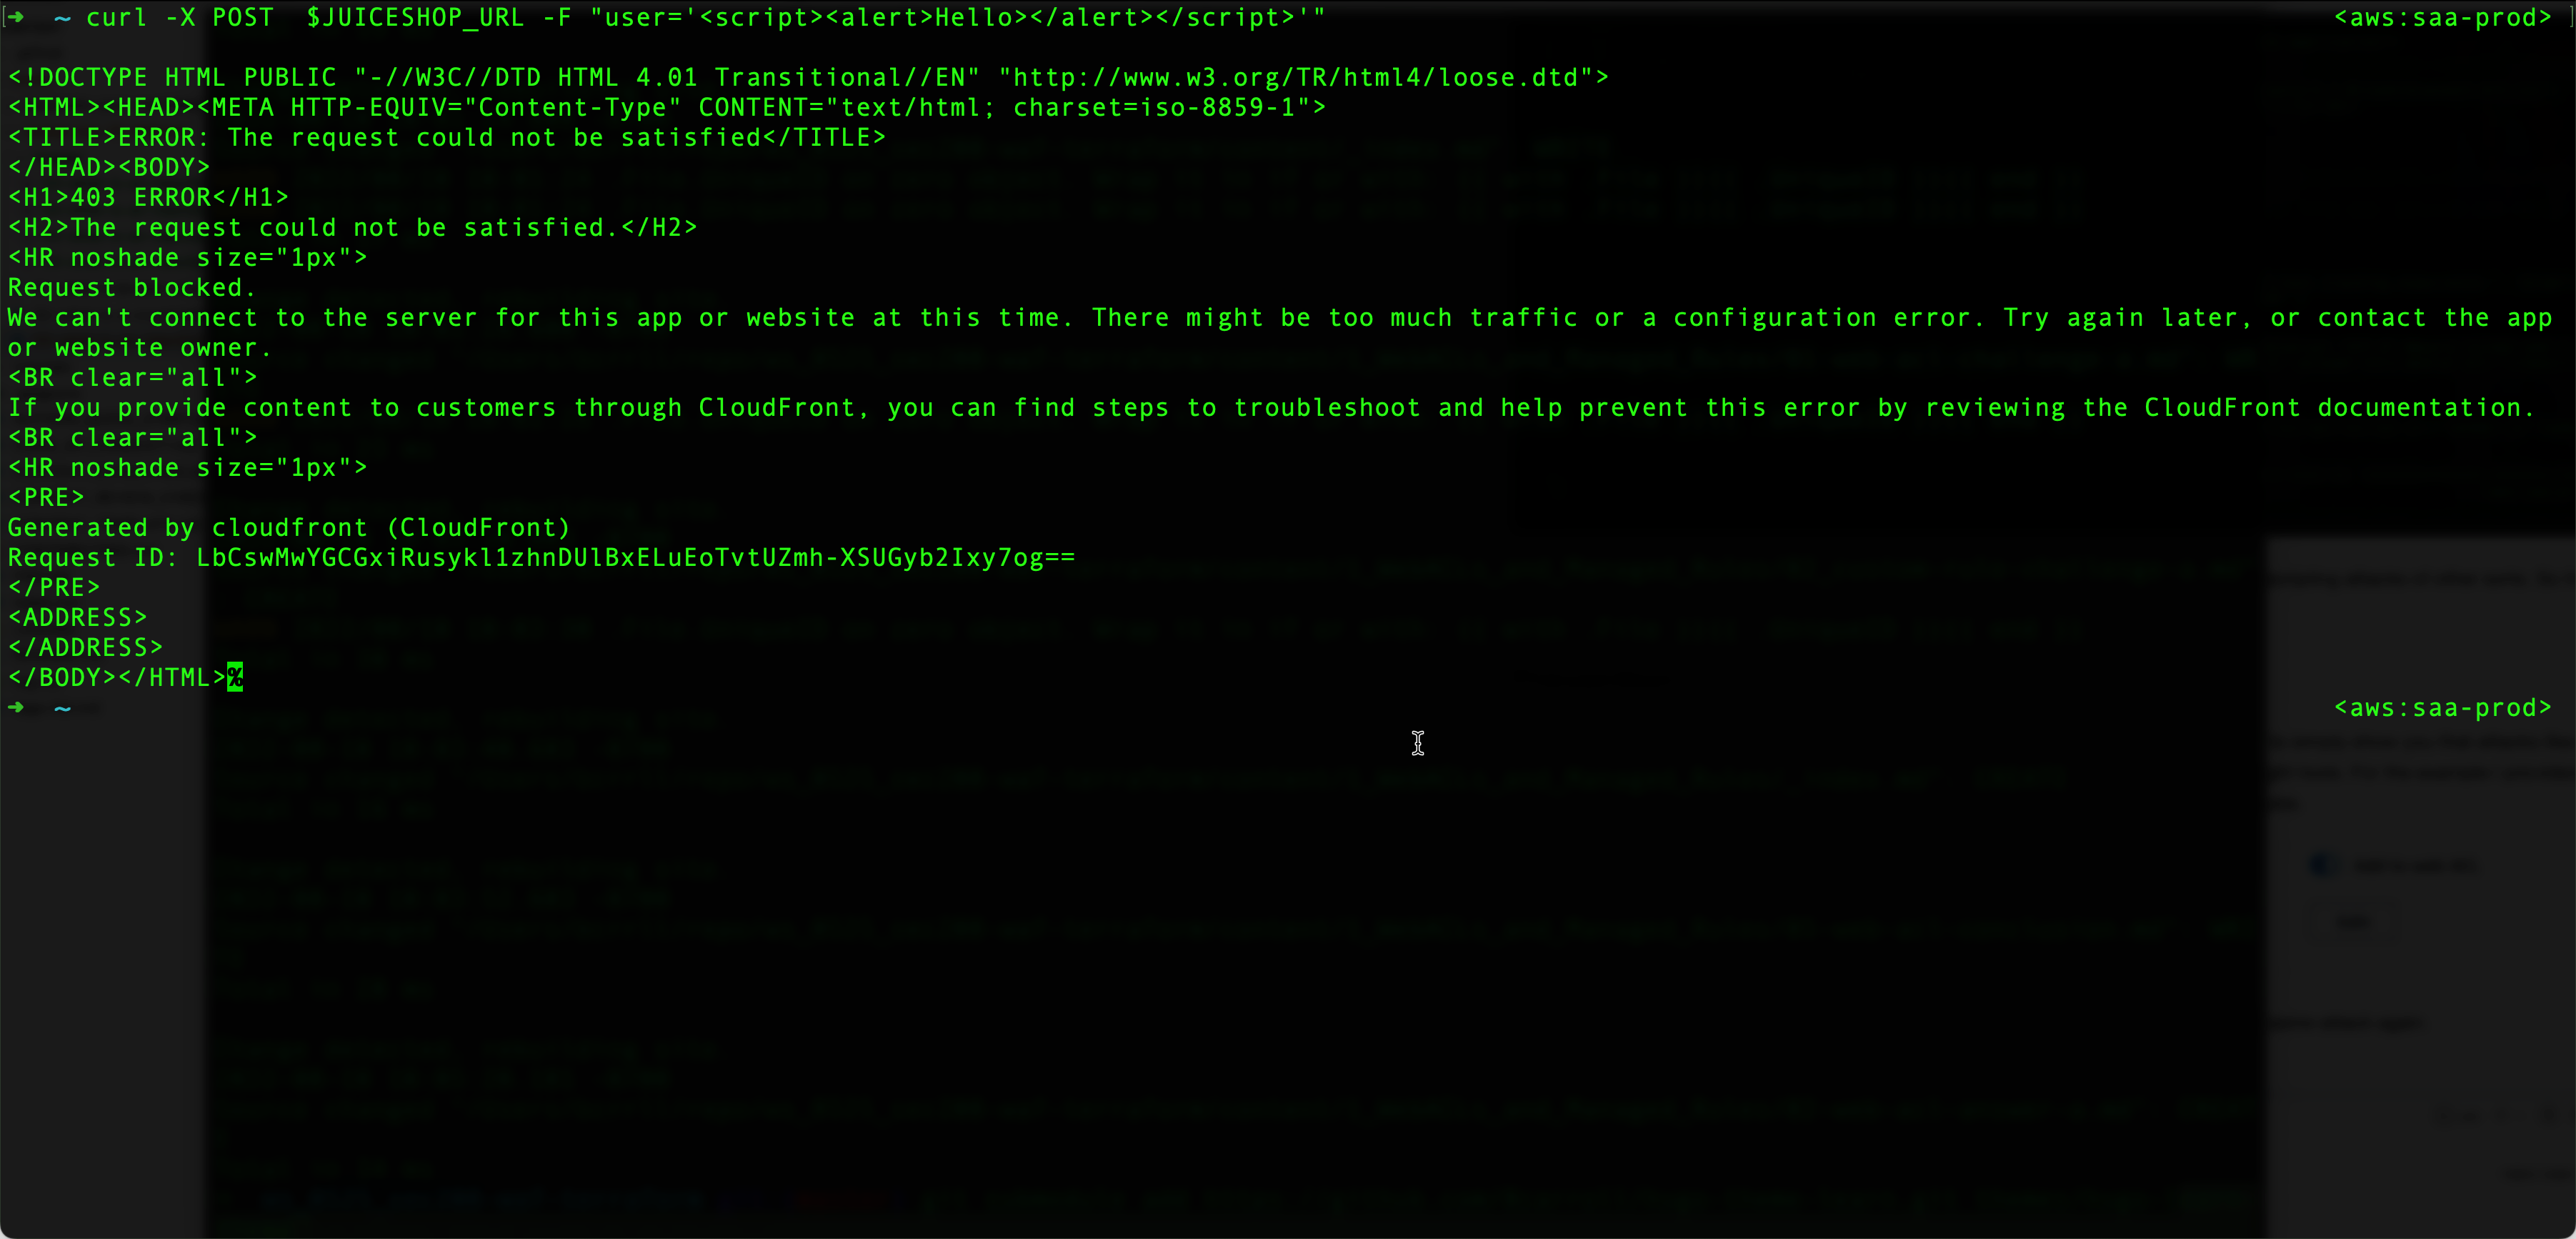 [➜  ~ curl -X POST  $JUICESHOP_URL -F "user='<script><alert>Hello></alert></script>'" <aws:saa-prod> ]
<!DOCTYPE HTML PUBLIC "-//W3C//DTD HTML 4.01 Transitional//EN" "http://www.w3.org/TR/html4/loose.dtd">
<HTML><HEAD><META HTTP-EQUIV="Content-Type" CONTENT="text/html; charset=iso-8859-1">
<TITLE>ERROR: The request could not be satisfied</TITLE>
</HEAD><BODY>
<H1>403 ERROR</H1>
<H2>The request could not be satisfied.</H2>
<HR noshade size="1px">
Request blocked.
We can't connect to the server for this app or website at this time. There might be too much traffic or a configuration error. Try again later, or contact the app
or website owner.
<BR clear="all">
If you provide content to customers through CloudFront, you can find steps to troubleshoot and help prevent this error by reviewing the CloudFront documentation.
<BR clear="all">
<HR noshade size="1px">
<PRE>
Generated by cloudfront (CloudFront)
Request ID: LbCswMwYGCGxiRusykl1zhnDUlBxELuEoTvtUZmh-XSUGyb2Ixy7og==
</PRE>
<ADDRESS>
</ADDRESS>
</BODY></HTML>%
➜  ~ <aws:saa-prod>